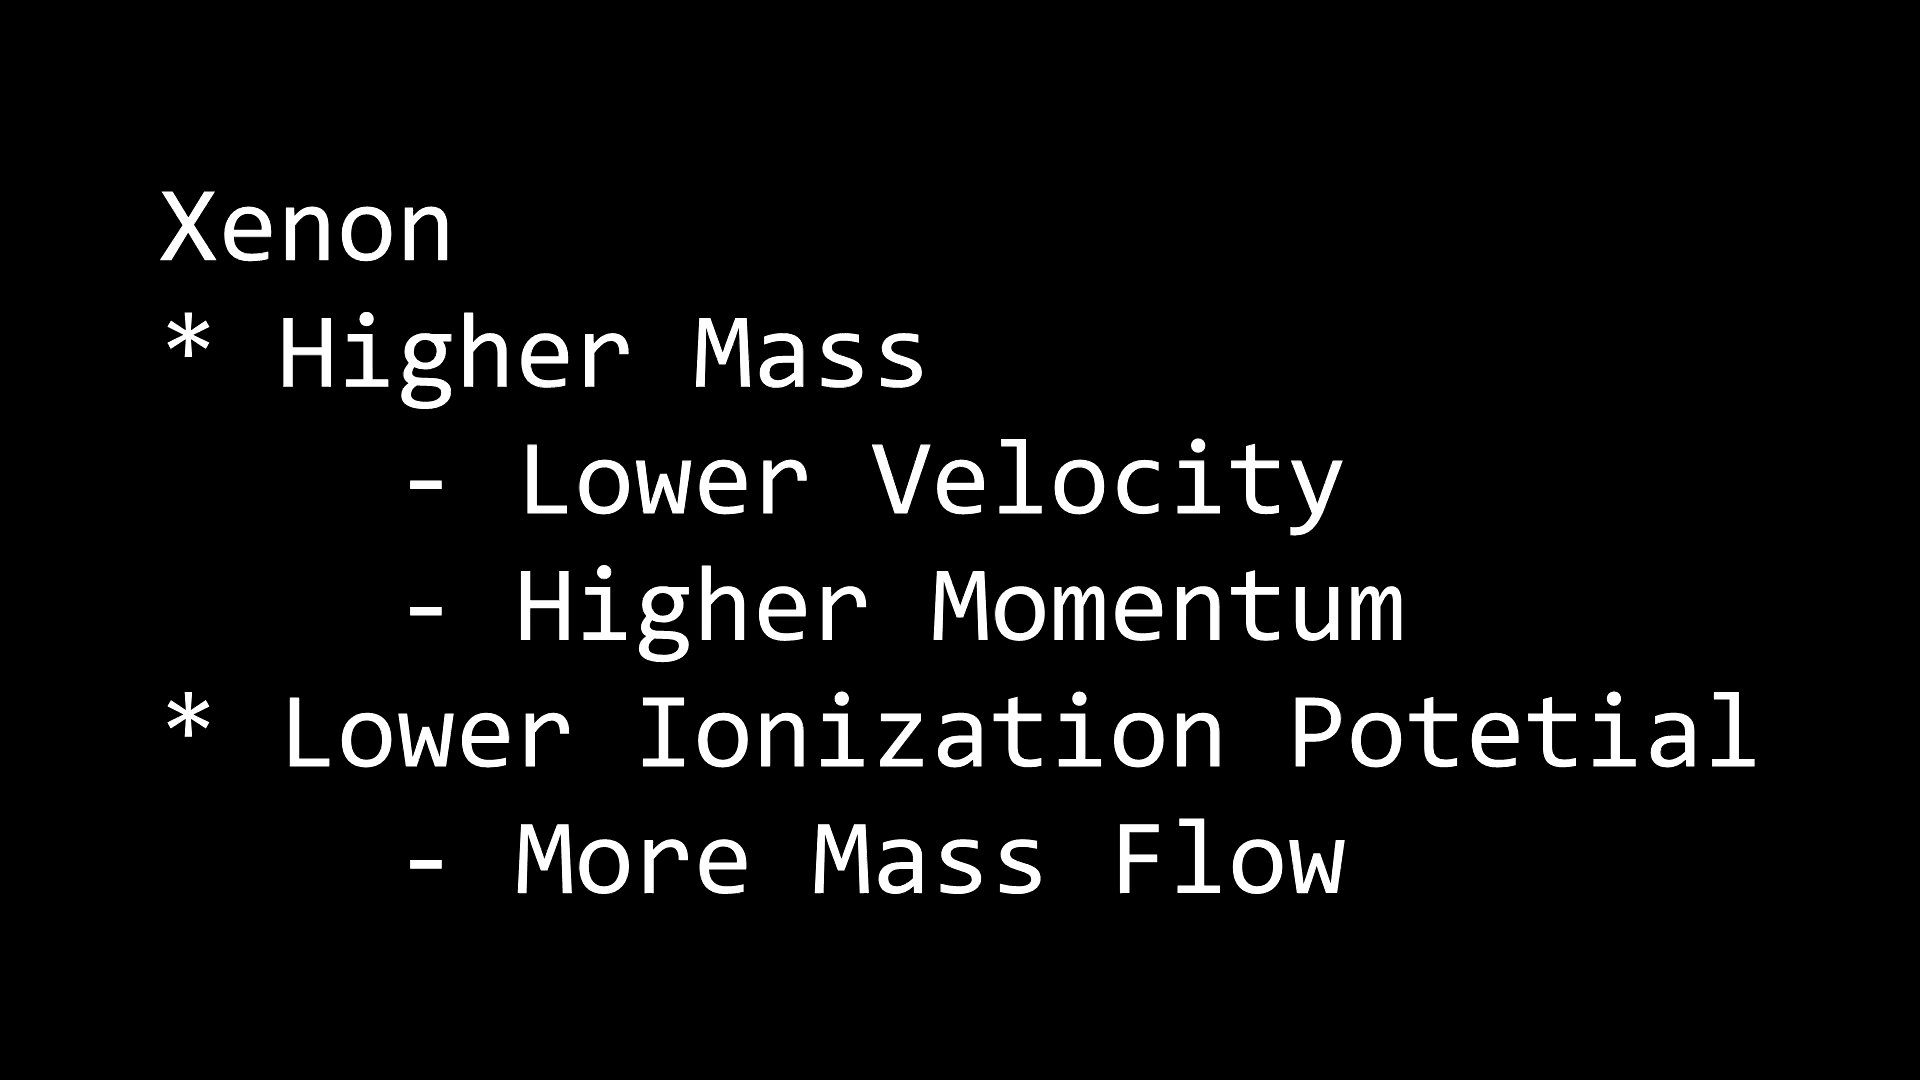 Xenon
* Higher Mass
- Lower Velocity
- Higher Momentum
* Lower Ionization Potetial
- More Mass Flow